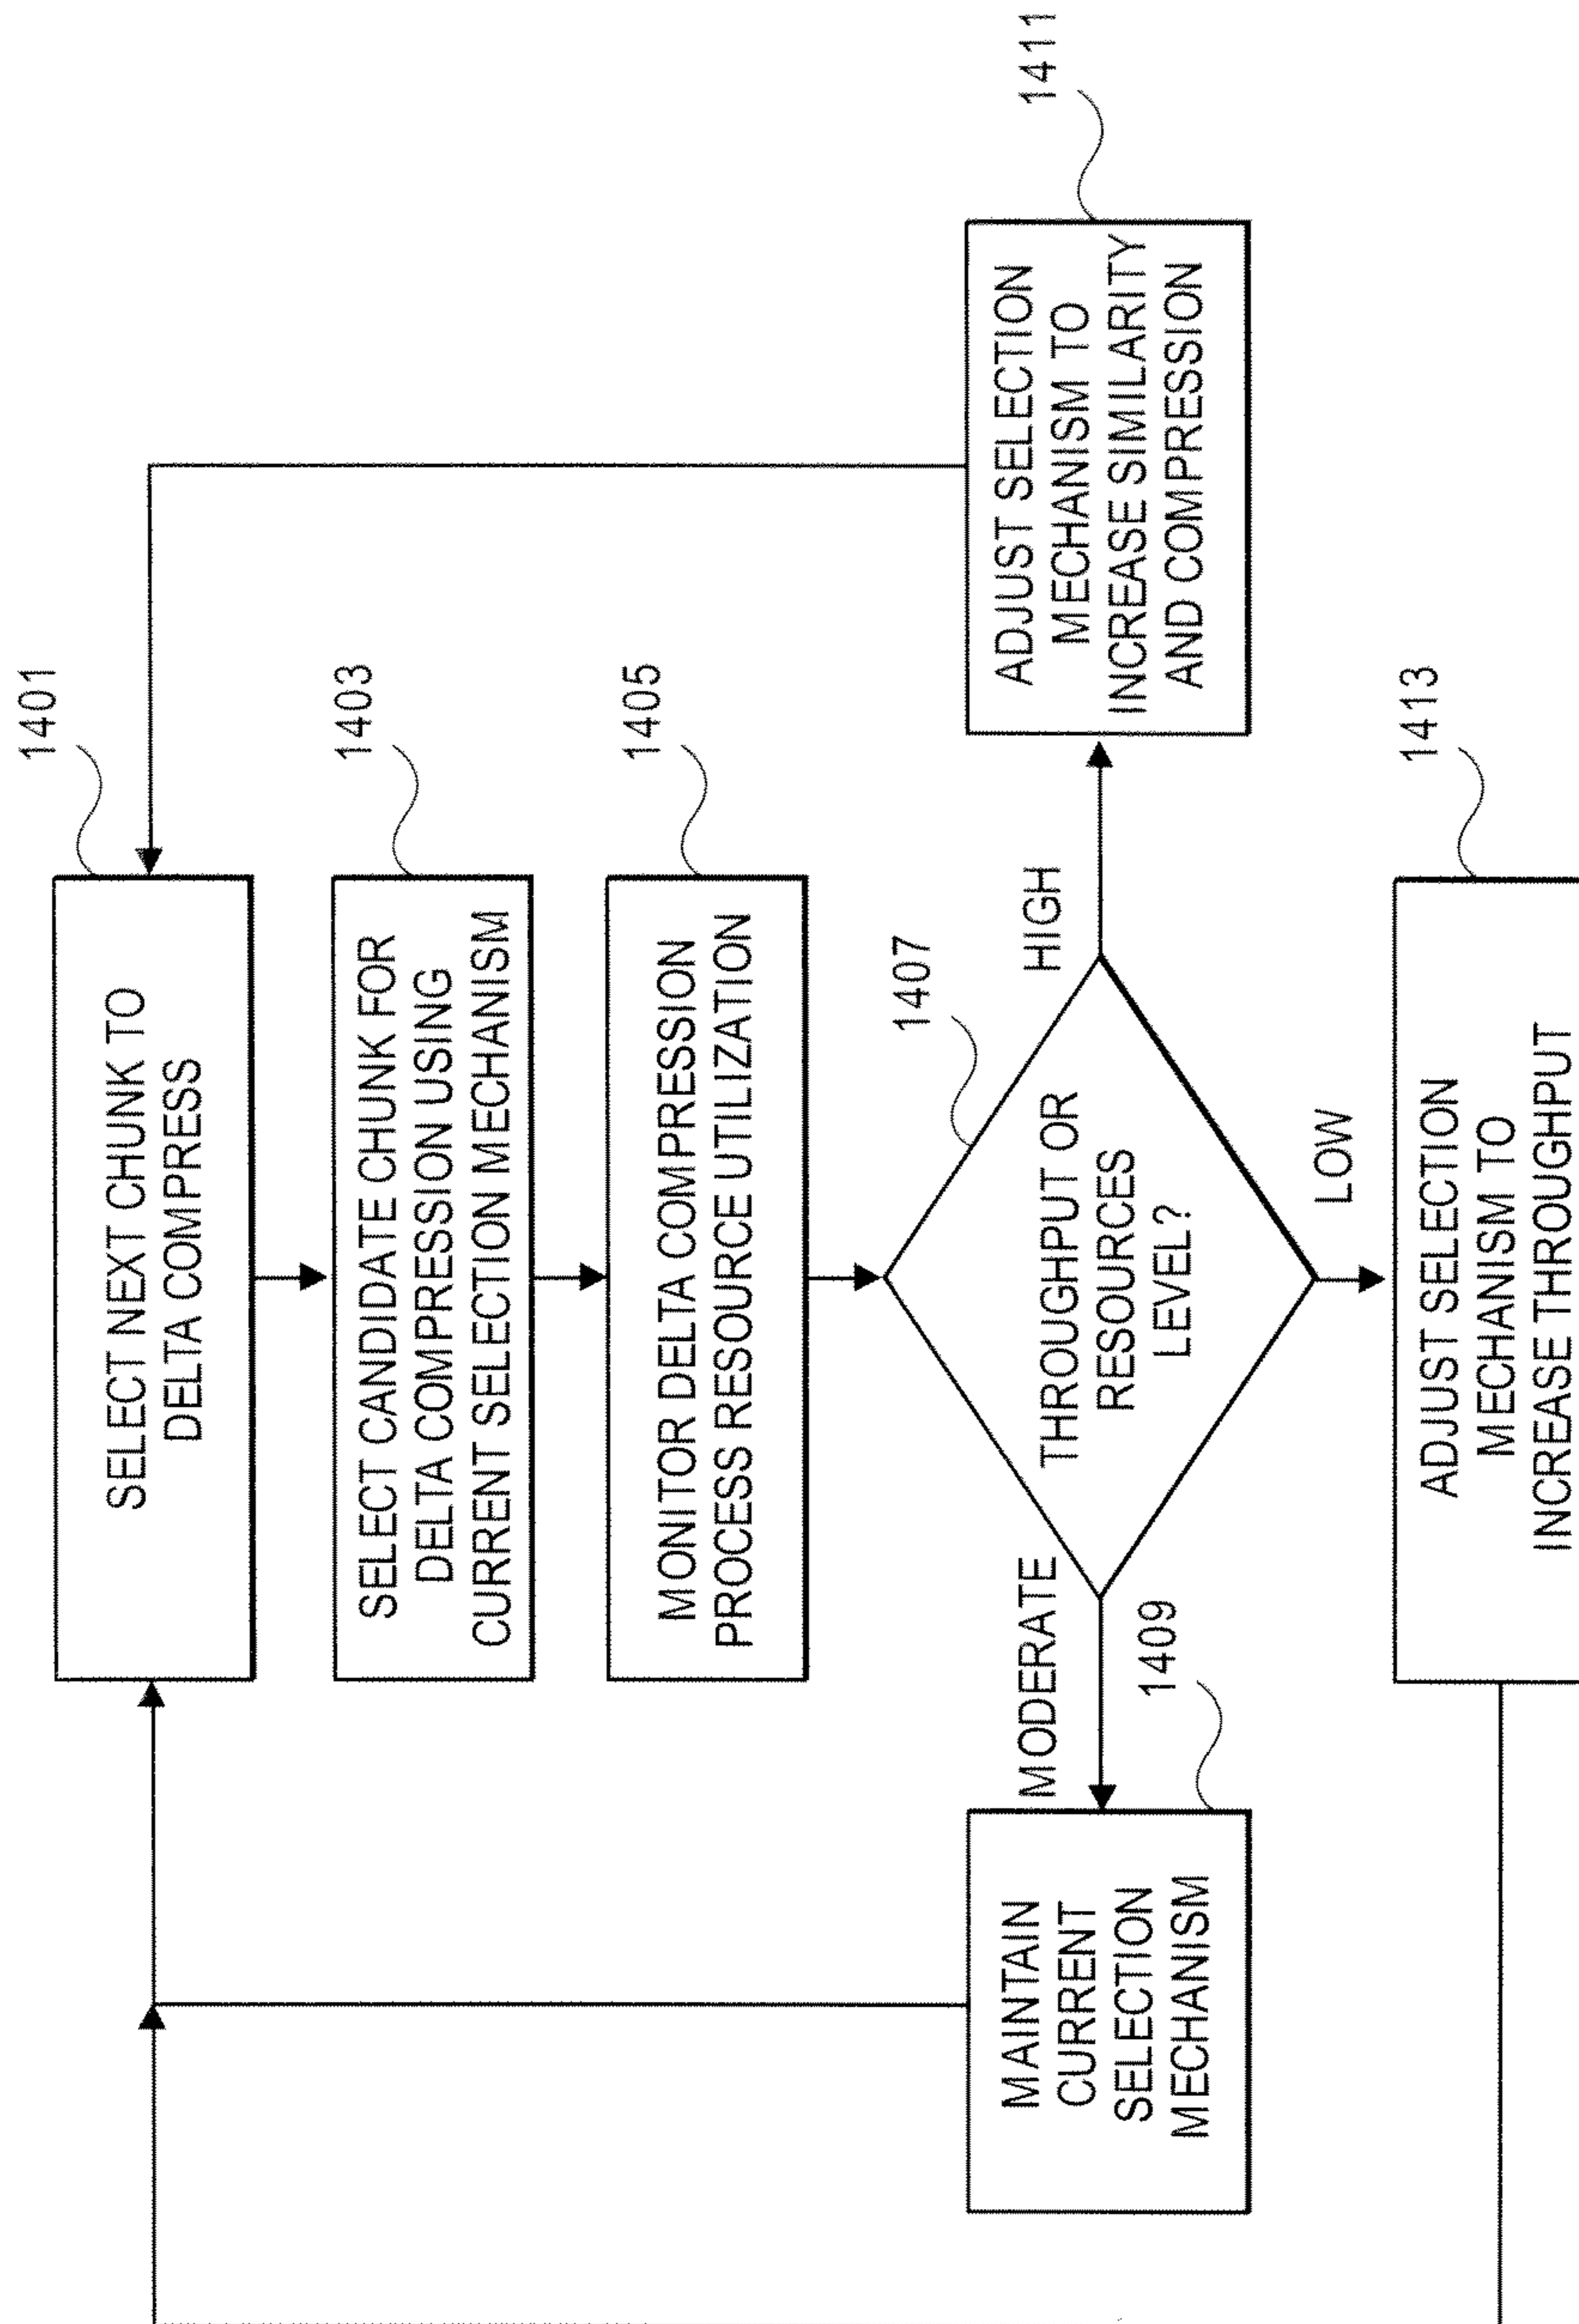 1401
SELECT NEXT CHUNK TO
DELTA COMPRESS
1403
SELECT CANDIDATE CHUNK FOR
DELTA COMPRESSION USING
CURRENT SELECTION MECHANISM
1405
MONITOR DELTA COMPRESSION
PROCESS RESOURCE UTILIZATION
1407
THROUGHPUT OR
RESOURCES
LEVEL?
MODERATE
HIGH
LOW
1409
MAINTAIN
CURRENT
SELECTION
MECHANISM
1411
ADJUST SELECTION
MECHANISM TO
INCREASE SIMILARITY
AND COMPRESSION
1413
ADJUST SELECTION
MECHANISM TO
INCREASE THROUGHPUT